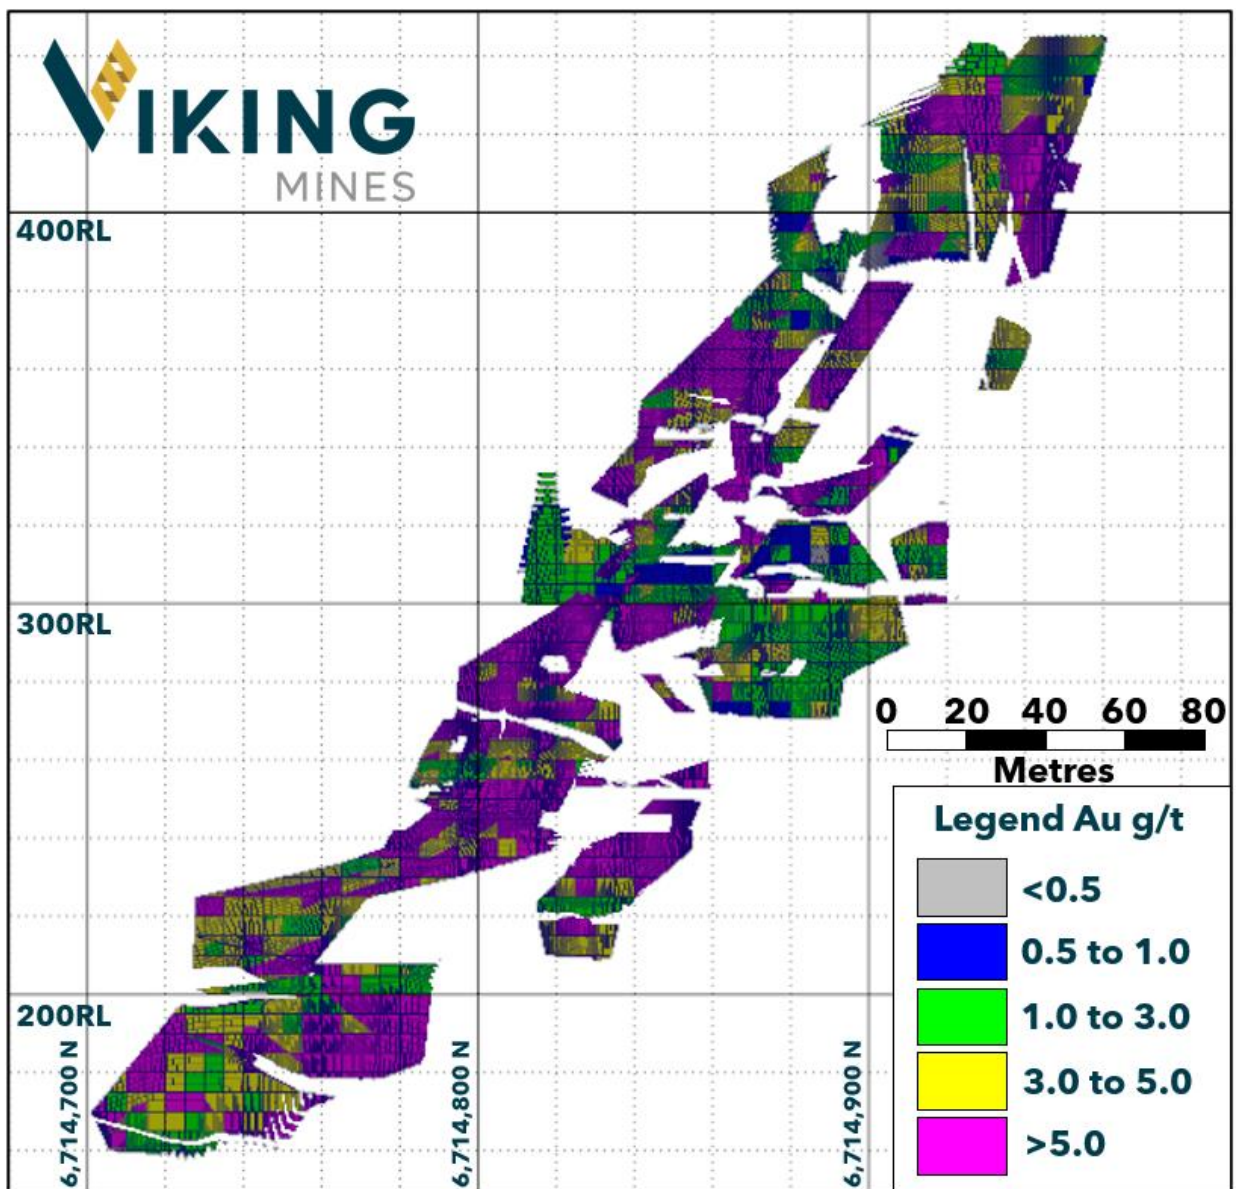 VIKING
MINES
400RL
300RL
0 20 40 60 80
Metres
Legend Au g/t
<0.5
0.5 to 1.0
1.0 to 3.0
3.0 to 5.0
>5.0
200RL
6,714,700 N
6,714,800 N
6,714,900 N